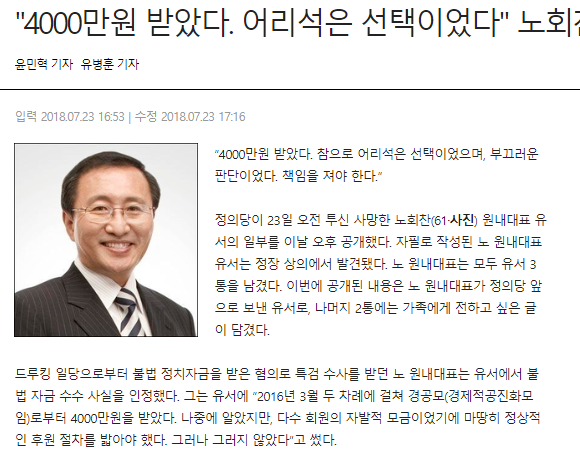 "4000만원 받았다. 어리석은 선택이었다" 노회찬
윤민혁 기자 유병훈 기자
입력 2018.07.23 16:53 | 수정 2018.07.23 17:16
“4000만원 받았다. 참으로 어리석은 선택이었으며, 부끄러운
판단이었다. 책임을 져야 한다.”
정의당이 23일 오전 투신 사망한 노회찬(61·사진) 원내대표 유
서의 일부를 이날 오후 공개했다. 자필로 작성된 노 원내대표
유서는 정장 상의에서 발견됐다. 노 원내대표는 모두 유서 3
통을 남겼다. 이번에 공개된 내용은 노 원내대표가 정의당 앞
으로 보낸 유서로, 나머지 2통에는 가족에게 전하고 싶은 글
이 담겼다.
드루킹 일당으로부터 불법 정치자금을 받은 혐의로 특검 수사를 받던 노 원내대표는 유서에서 불
법 자금 수수 사실을 인정했다. 그는 유서에 “2016년 3월 두 차례에 걸쳐 경공모(경제적공진화모
임)로부터 4000만원을 받았다. 나중에 알았지만, 다수 회원의 자발적 모금이었기에 마땅히 정상적
인 후원 절차를 밟아야 했다. 그러나 그러지 않았다”고 썼다.